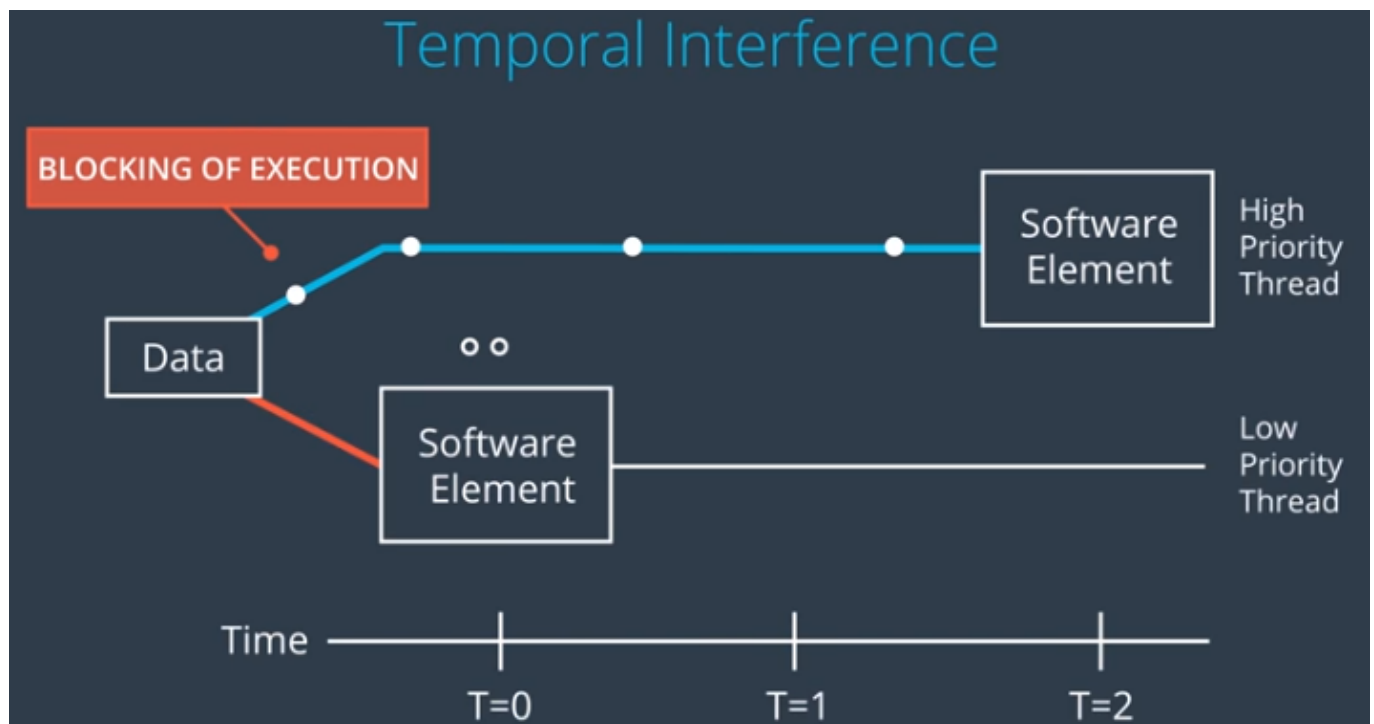 Temporal Interference
BLOCKING OF EXECUTION
Software
Element
High
Priority
Thread
Data
Software
Element
Low
Priority
Thread
Time
T=0
T=1
T=2